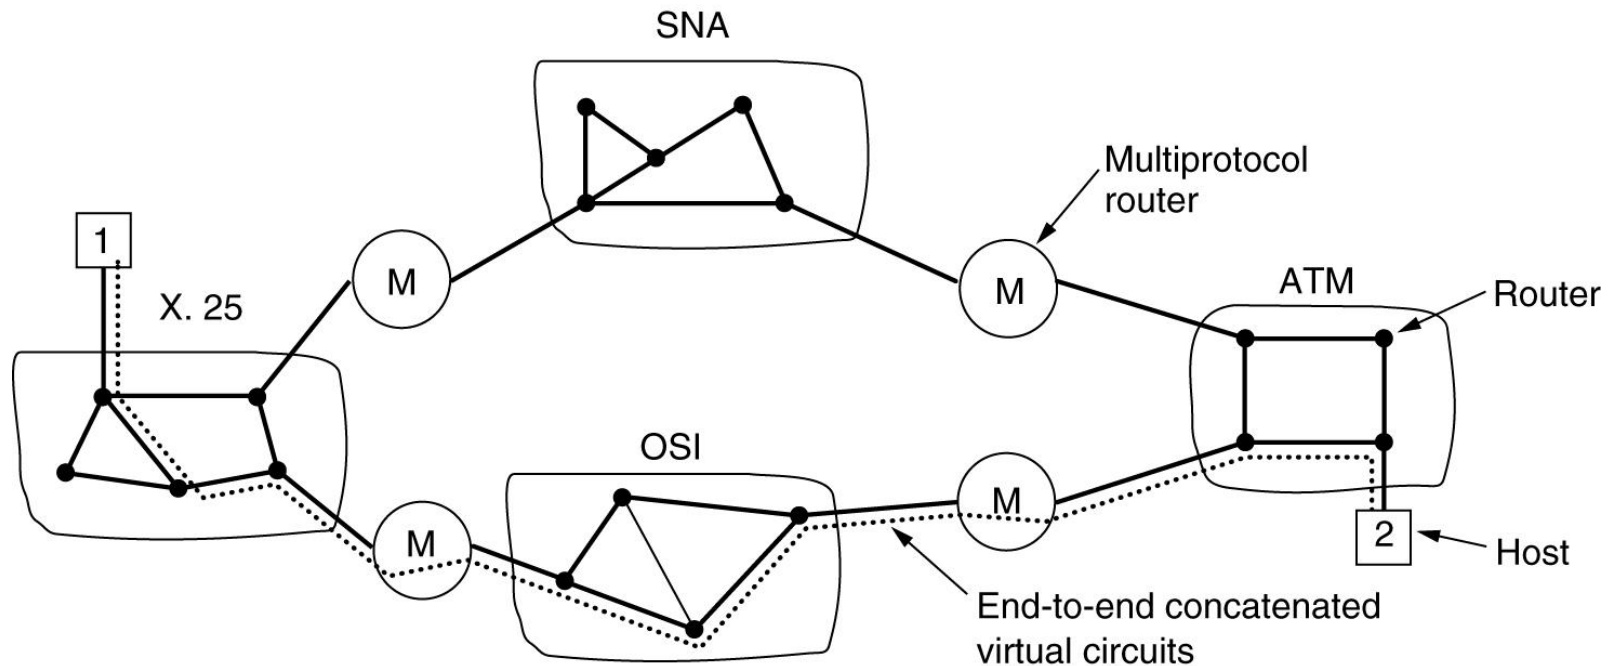 SNA
Multiprotocol
router
1
X. 25
M
M
ATM
Router
OSI
M
M
2
Host
End-to-end concatenated
virtual circuits